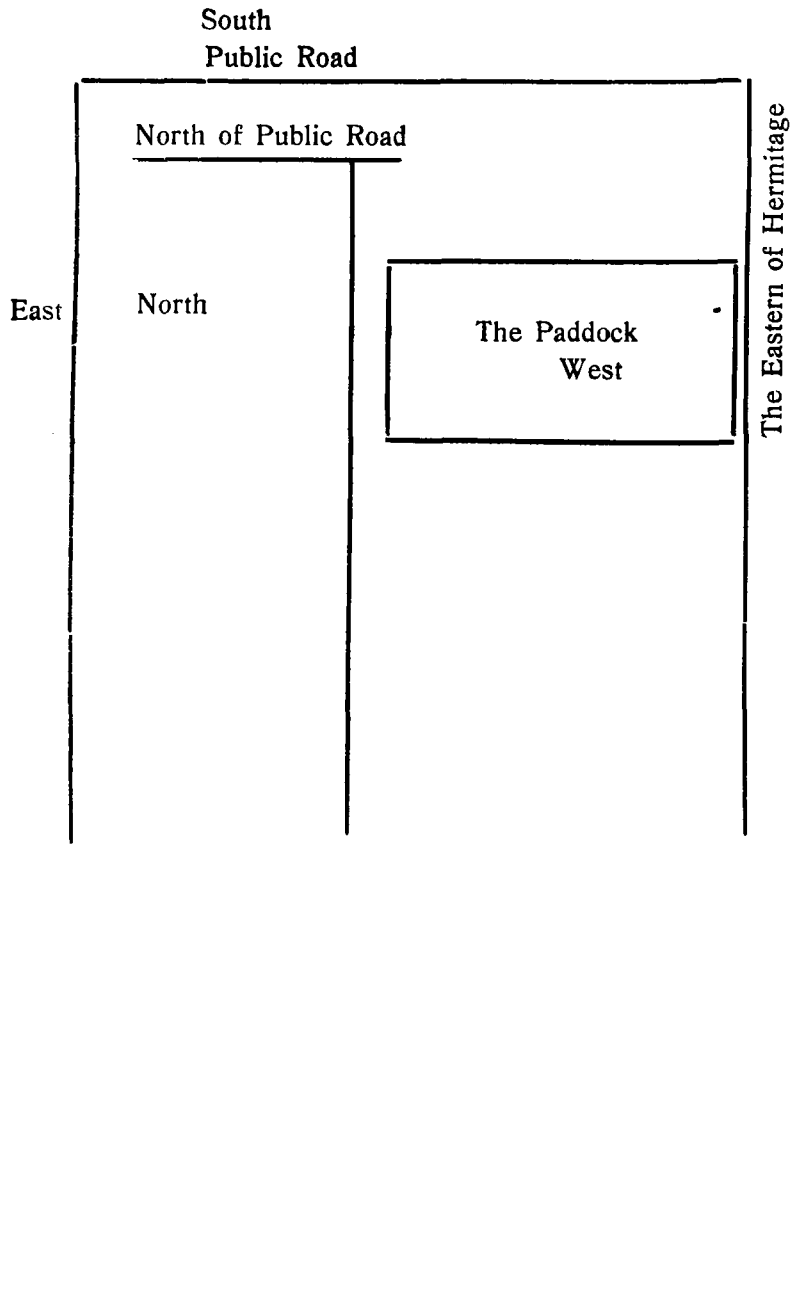 South
Public Road
North of Public Road
East
North
The Paddock
West
The Eastern of Hermitage